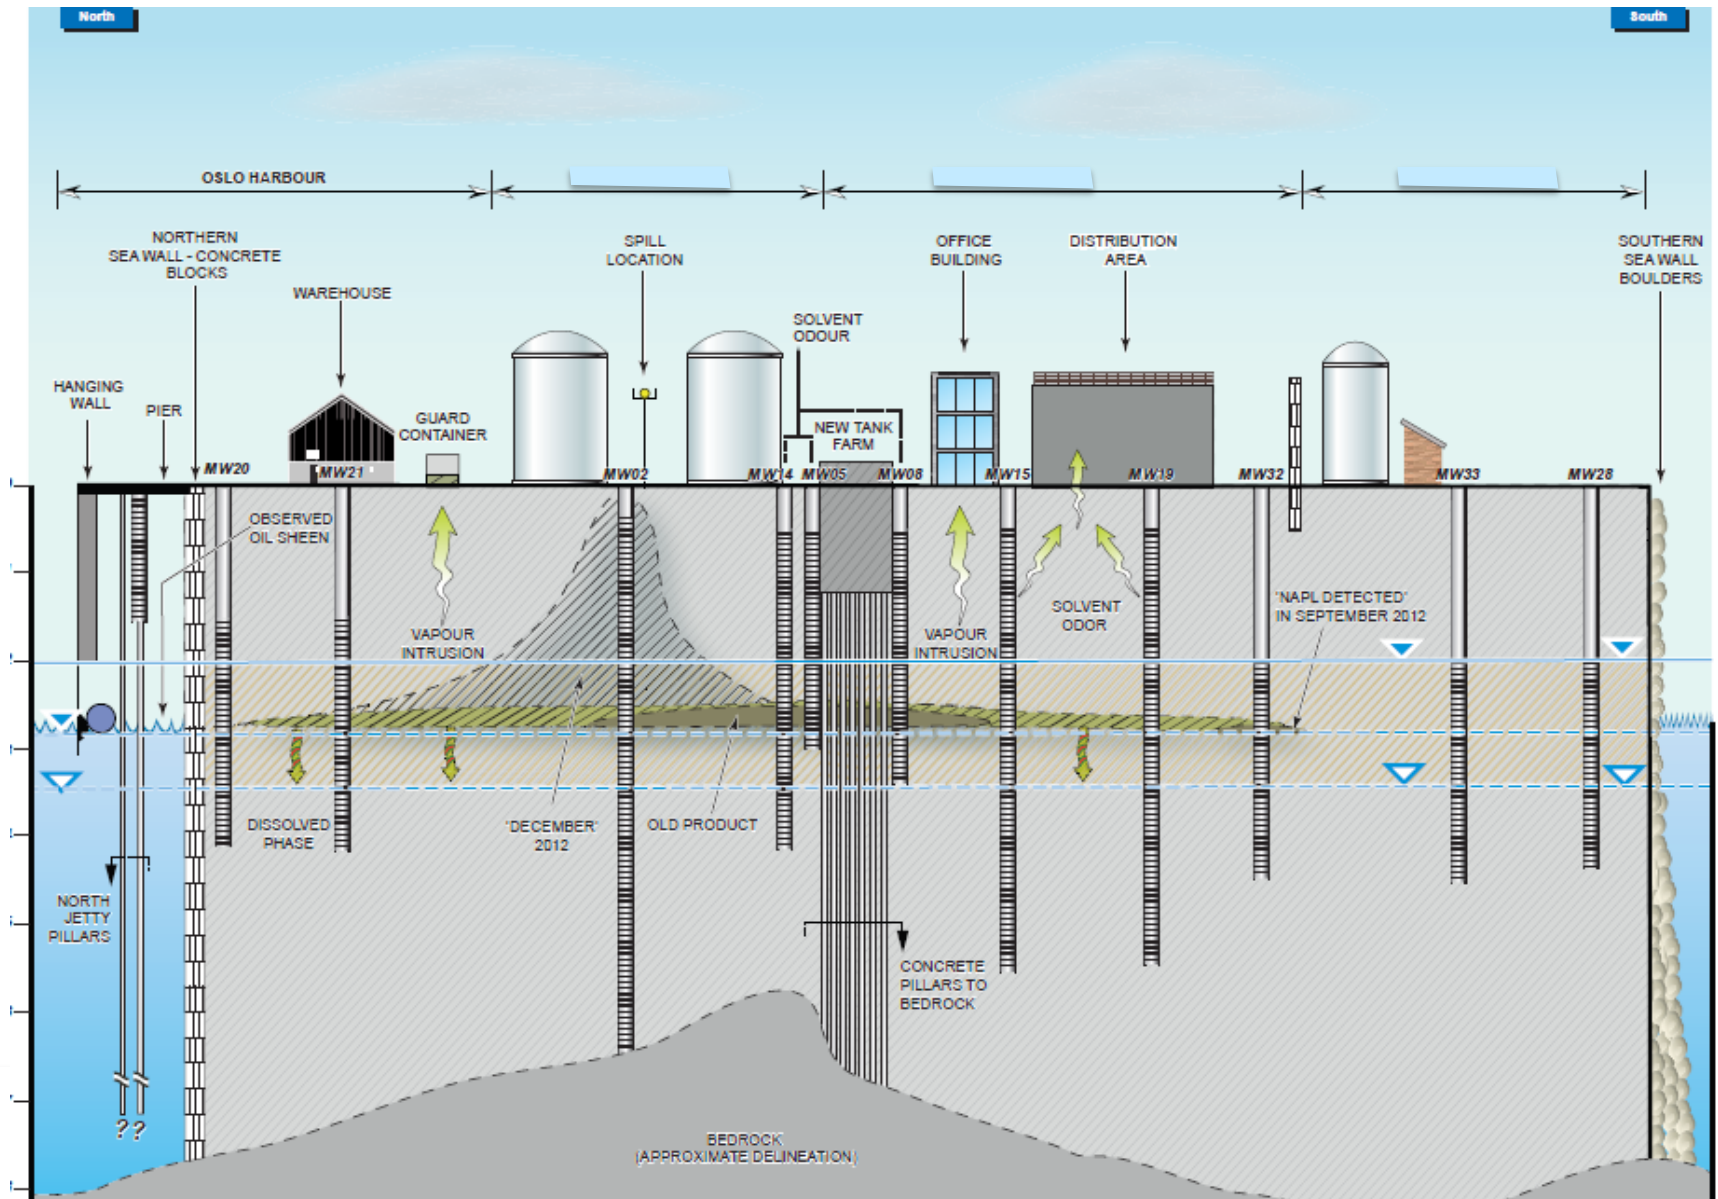 North
South
OSLO HARBOUR
NORTHERN
SEA WALL - CONCRETE
BLOCKS
SPILL
LOCATION
OFFICE
BUILDING
DISTRIBUTION
AREA
SOUTHERN
SEA WALL
BOULDERS
WAREHOUSE
SOLVENT
ODOUR
HANGING
WALL
PIER
GUARD
CONTAINER
NEW TANK
FARM
MW20
MW21
MW02
MW14
MW05
MW08
MW15
MW19
MW32
MW33
MW28
OBSERVED
OIL SHEEN
VAPOUR
INTRUSION
VAPOUR
INTRUSION
SOLVENT
ODOR
'NAPL DETECTED'
IN SEPTEMBER 2012
DISSOLVED
PHASE
'DECEMBER'
2012
OLD PRODUCT
NORTH
JETTY
PILLARS
CONCRETE
PILLARS TO
BEDROCK
? ?
BEDROCK
(APPROXIMATE DELINEATION)